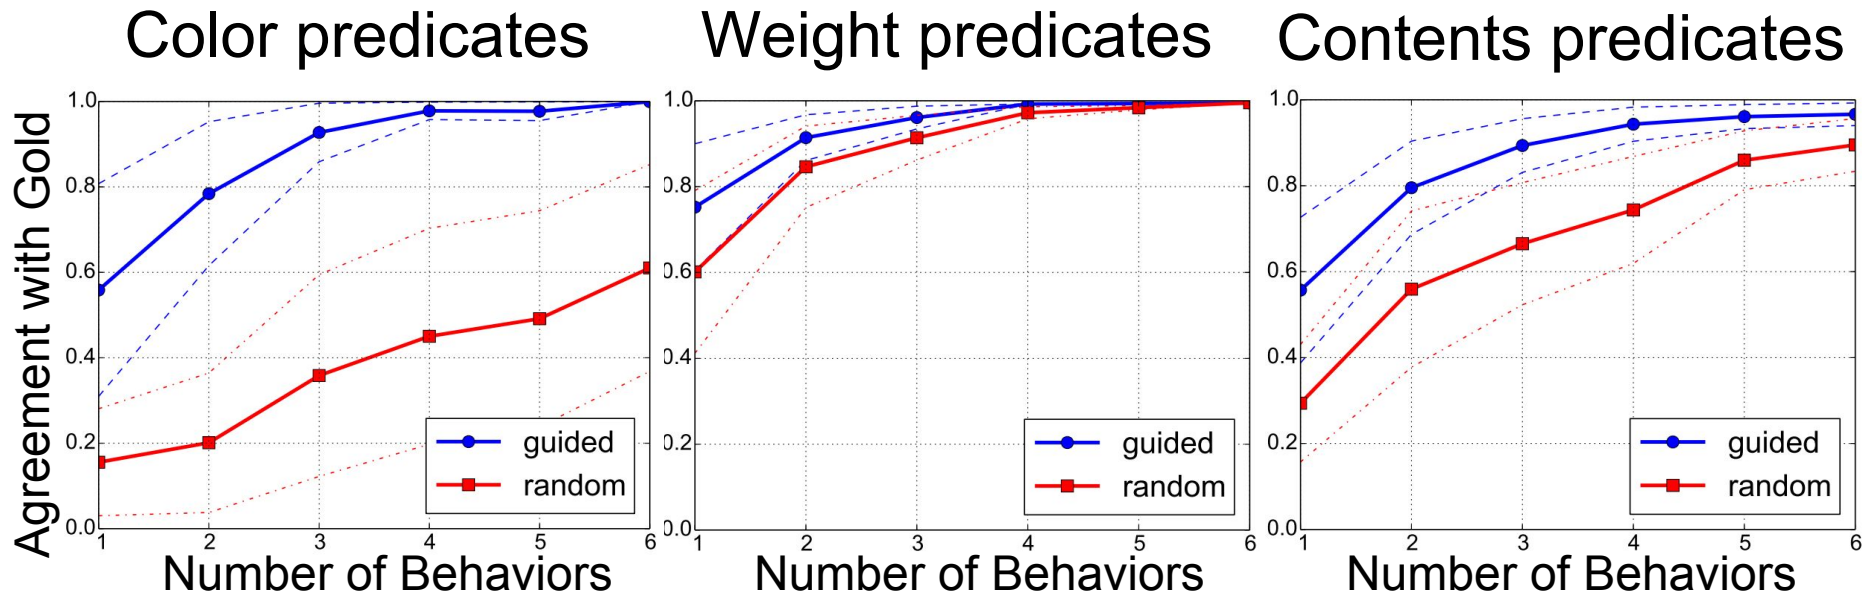 Color predicates
Weight predicates
Contents predicates
Agreement with Gold
1.0
0.8
0.6
0.4
0.2
0.0
1 2 3 4 5 6
guided
random
Number of Behaviors
1.0
0.8
0.6
0.4
0.2
0.0
1 2 3 4 5 6
guided
random
Number of Behaviors
1.0
0.8
0.6
0.4
0.2
0.0
1 2 3 4 5 6
guided
random
Number of Behaviors